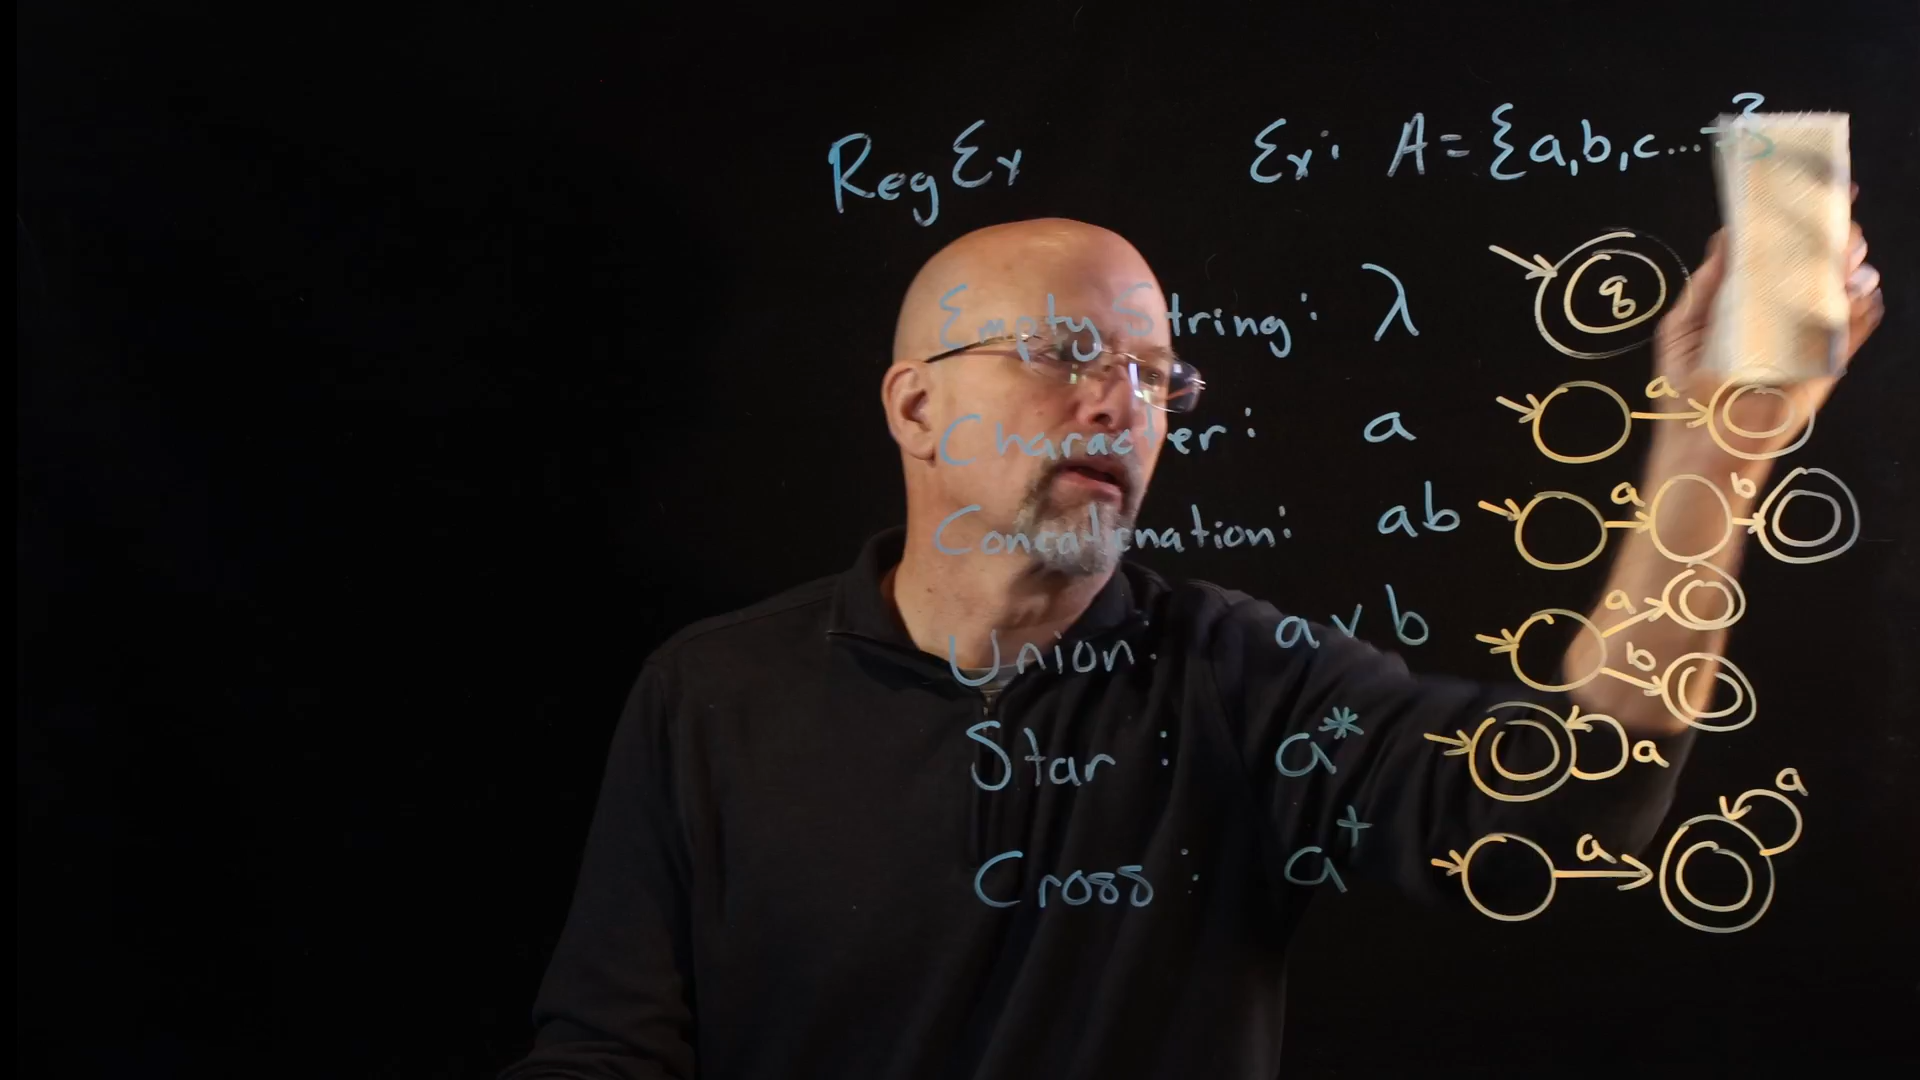 RegEx Ex: A = {a,b,c...z}
Empty String: λ q
Character: a a
Concatenation: ab a b
Union: a ∨ b a b
Star: a* a
Cross: a⁺ a a